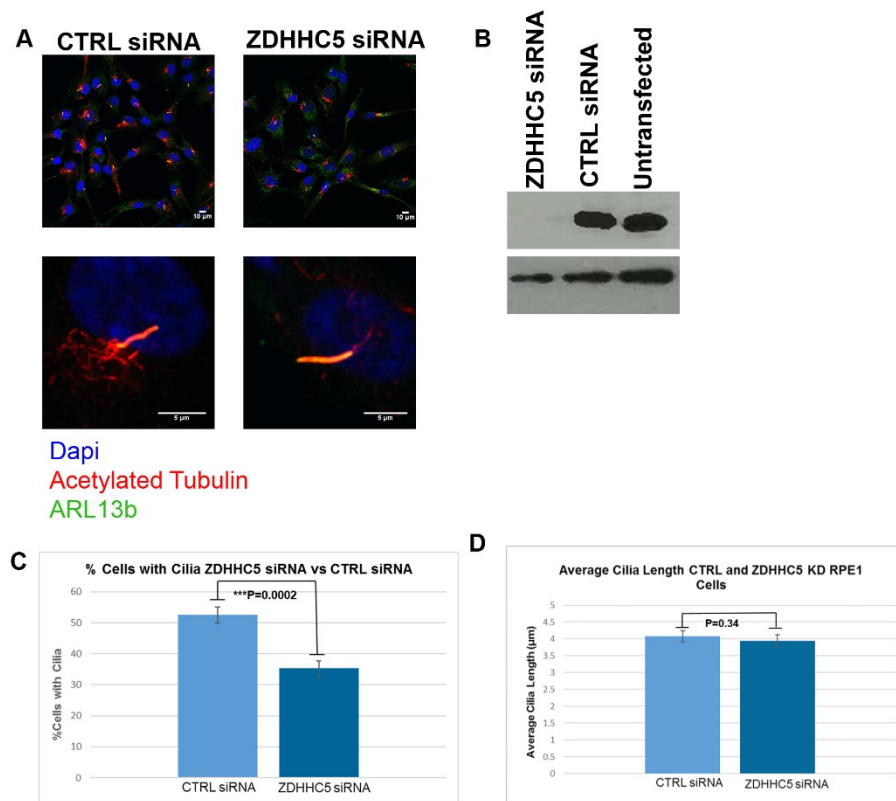 A
CTRL siRNA
ZDHHC5 siRNA
10 µm
10 µm
5 µm
5 µm
Dapi
Acetylated Tubulin
ARL13b
B
ZDHHC5 siRNA
CTRL siRNA
Untransfected
C
% Cells with Cilia ZDHHC5 siRNA vs CTRL siRNA
***P=0.0002
%Cells with Cilia
60
50
40
30
20
10
0
CTRL siRNA
ZDHHC5 siRNA
D
Average Cilia Length CTRL and ZDHHC5 KD RPE1
Cells
P=0.34
Average Cilia Length (µm)
5
4.5
4
3.5
3
2.5
2
1.5
1
0.5
0
CTRL siRNA
ZDHHC5 siRNA